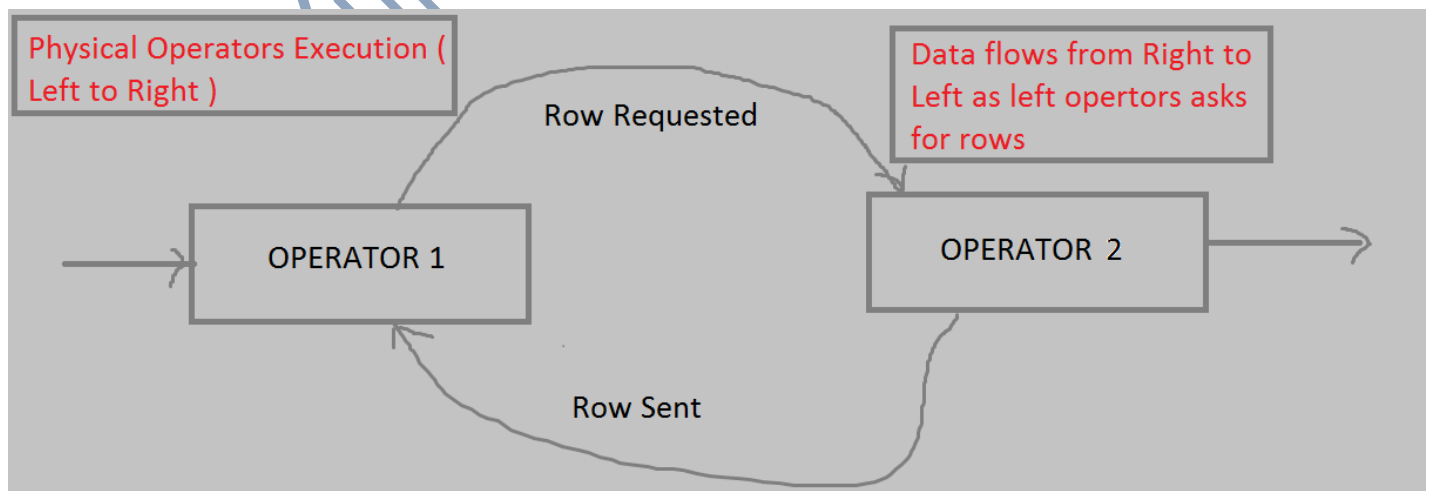 Physical Operators Execution (
Left to Right )
Data flows from Right to
Left as left opertors asks
for rows
Row Requested
OPERATOR 1
OPERATOR 2
Row Sent